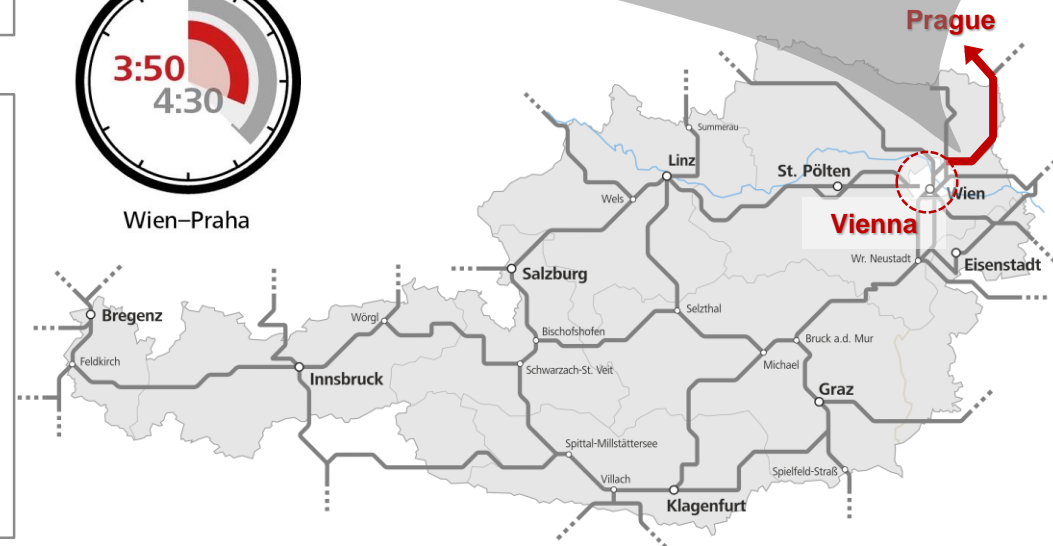 Prague
3:50
4:30
Wien–Praha
Summerau
Linz
St. Pölten
Wels
Wien
Vienna
Wr. Neustadt
Eisenstadt
Salzburg
Bregenz
Wörgl
Selzthal
Bischofshofen
Bruck a.d. Mur
Feldkirch
Schwarzach-St. Veit
Michael
Innsbruck
Graz
Spittal-Millstättersee
Spielfeld-Straß
Villach
Klagenfurt